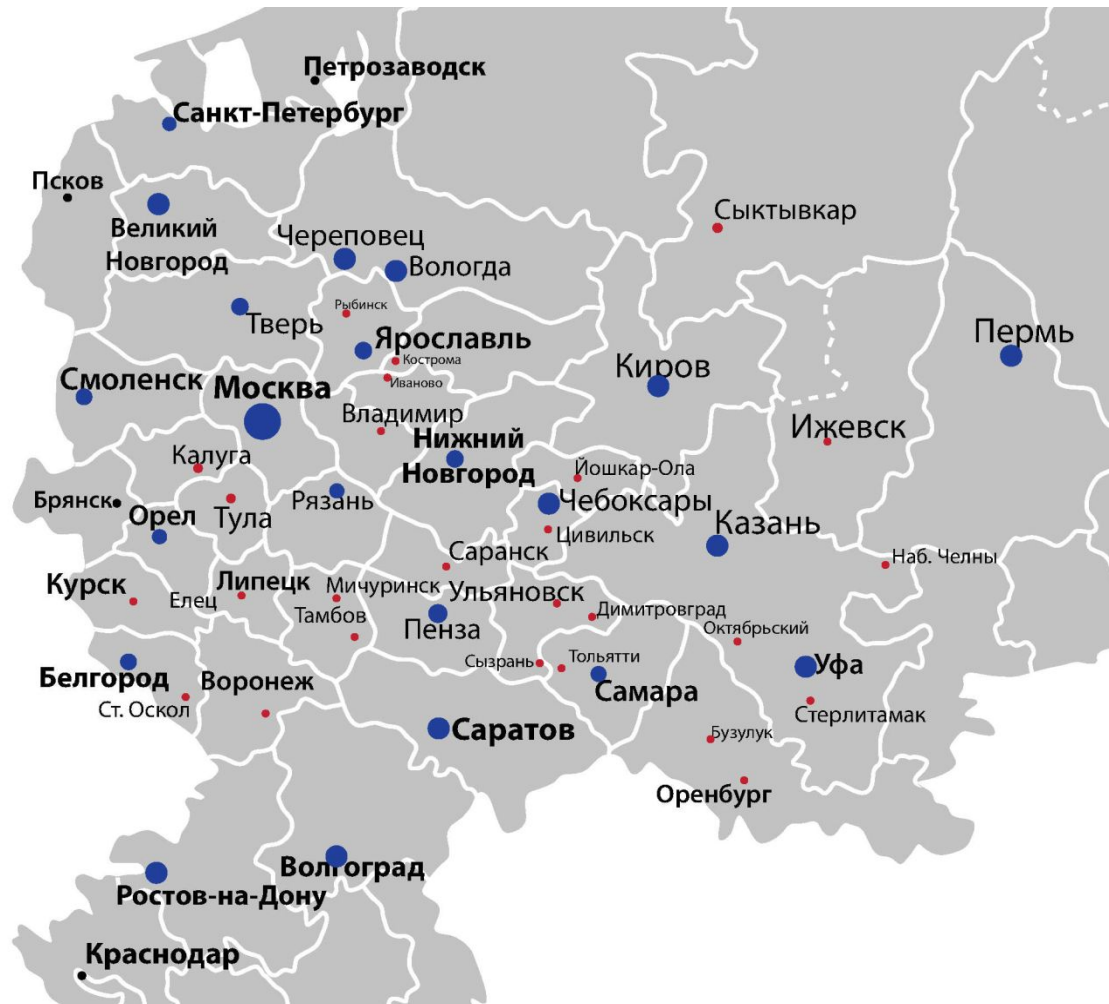 Петрозаводск
Санкт-Петербург
Псков
Великий
Новгород
Сыктывкар
Череповец
Вологда
Рыбинск
Тверь
Ярославль
Пермь
Кострома
Киров
Смоленск
Москва
Иваново
Владимир
Ижевск
Нижний
Новгород
Калуга
Йошкар-Ола
Брянск
Рязань
Чебоксары
Орел
Тула
Казань
Цивильск
Саранск
Наб. Челны
Курск
Липецк
Мичуринск
Ульяновск
Елец
Тамбов
Димитровград
Пенза
Октябрьский
Сызрань
Тольятти
Уфа
Белгород
Воронеж
Самара
Ст. Оскол
Стерлитамак
Саратов
Бузулук
Оренбург
Волгоград
Ростов-на-Дону
Краснодар